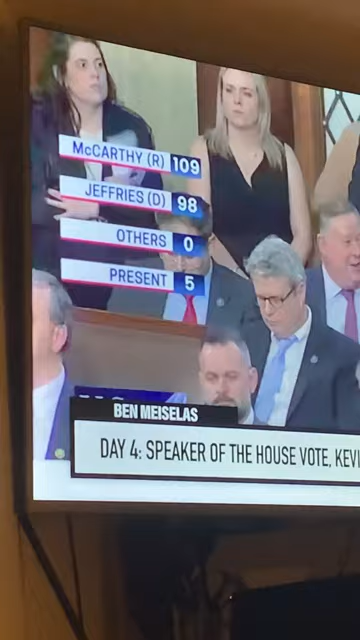 McCARTHY (R) 109
JEFFRIES (D) 98
OTHERS 0
PRESENT 5
BEN MEISELAS
DAY 4: SPEAKER OF THE HOUSE VOTE, KEVI